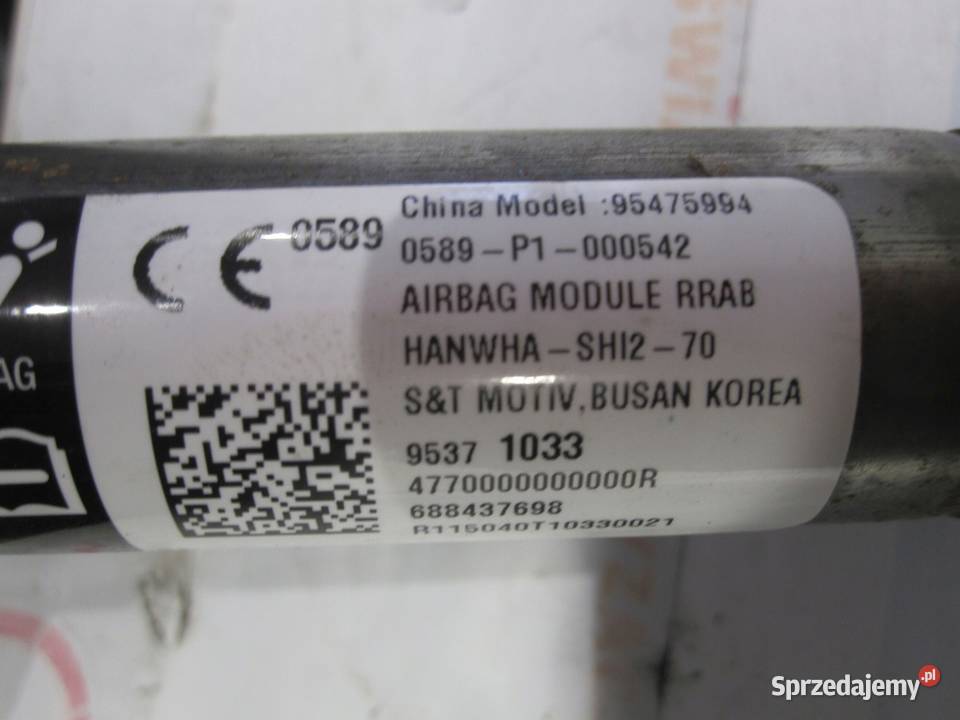 CE 0589
China Model :95475994
0589-P1-000542
AIRBAG MODULE RRAB
HANWHA-SHI2-70
S&T MOTIV,BUSAN KOREA
9537 1033
4770000000000R
688437698
R115040T10330021
AG
Sprzedajemy.pl